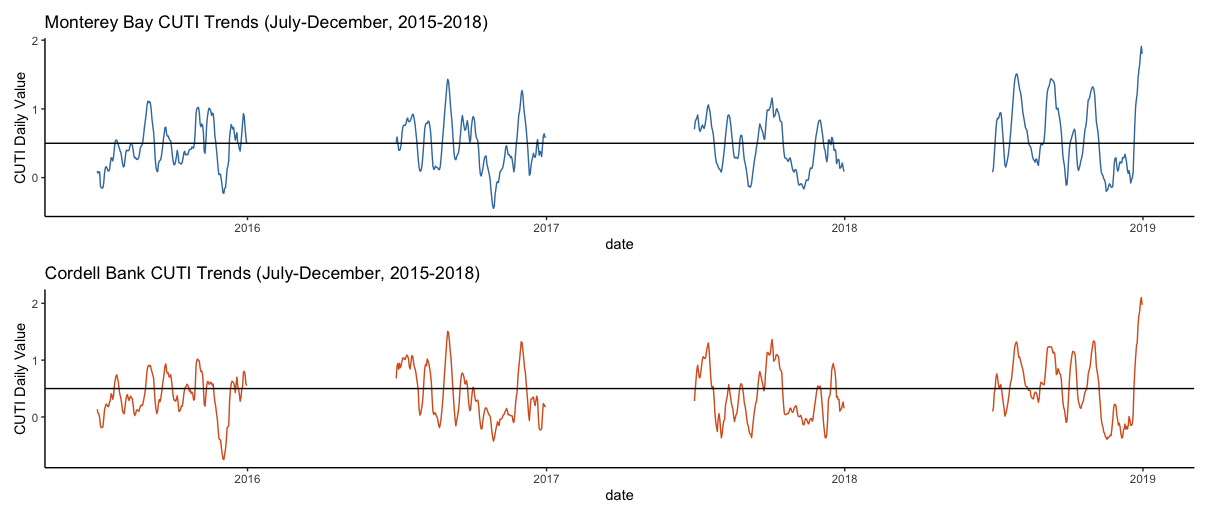 Monterey Bay CUTI Trends (July-December, 2015-2018)
2
1
0
CUTI Daily Value
2016 2017 2018 2019
date
Cordell Bank CUTI Trends (July-December, 2015-2018)
2
1
0
CUTI Daily Value
2016 2017 2018 2019
date